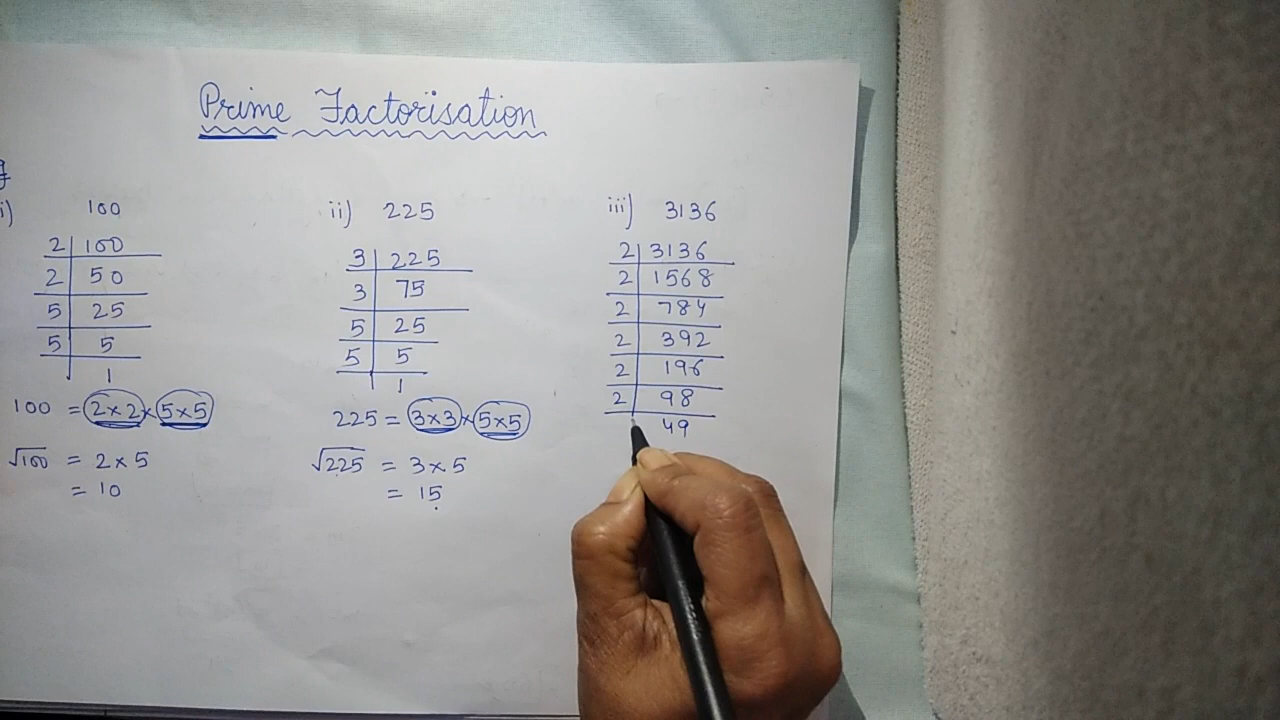 Prime Factorisation
i) 100
2 | 100
2 | 50
5 | 25
5 | 5
1
100 = 2 × 2 × 5 × 5
√100 = 2 × 5
= 10
ii) 225
3 | 225
3 | 75
5 | 25
5 | 5
1
225 = 3 × 3 × 5 × 5
√225 = 3 × 5
= 15
iii) 3136
2 | 3136
2 | 1568
2 | 784
2 | 392
2 | 196
2 | 98
49